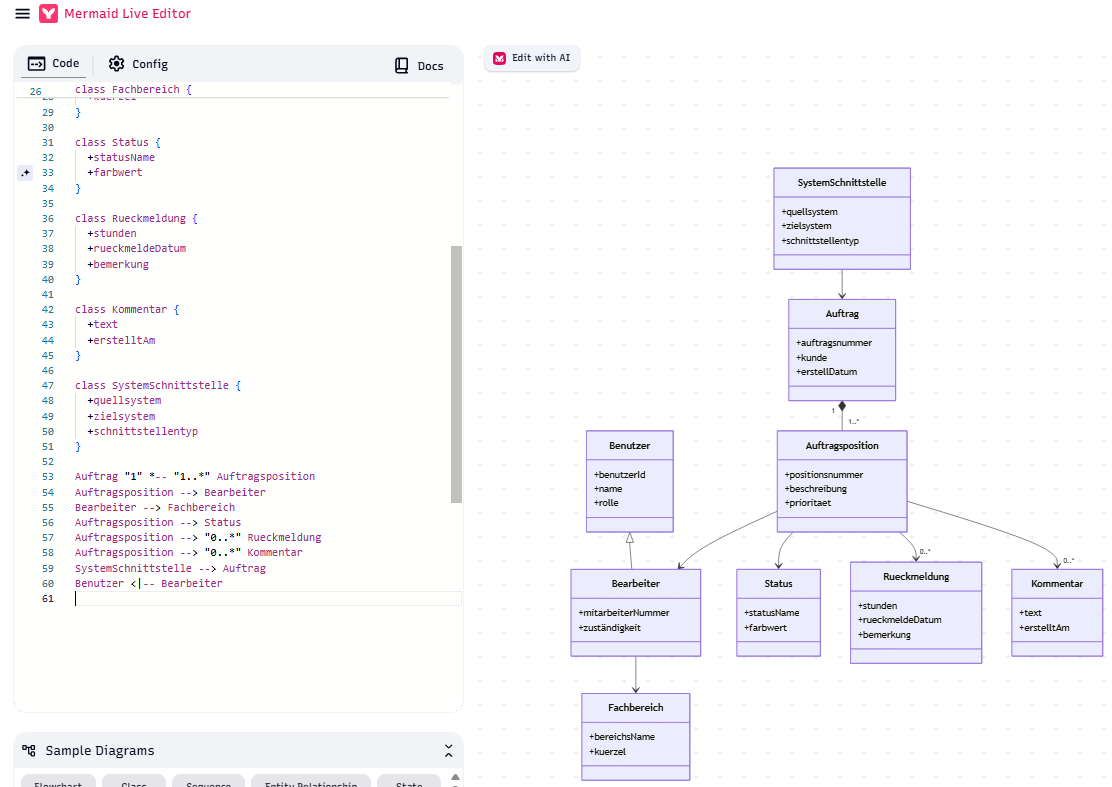 Mermaid Live Editor
Code
Config
Docs
26 class Fachbereich {
28 +kuerzel
29 }
30
31 class Status {
32 +statusName
33 +farbwert
34 }
35
36 class Rueckmeldung {
37 +stunden
38 +rueckmeldeDatum
39 +bemerkung
40 }
41
42 class Kommentar {
43 +text
44 +erstelltAm
45 }
46
47 class SystemSchnittstelle {
48 +quellsystem
49 +zielsystem
50 +schnittstellentyp
51 }
52
53 Auftrag "1" *-- "1..*" Auftragsposition
54 Auftragsposition --> Bearbeiter
55 Bearbeiter --> Fachbereich
56 Auftragsposition --> Status
57 Auftragsposition --> "0..*" Rueckmeldung
58 Auftragsposition --> "0..*" Kommentar
59 SystemSchnittstelle --> Auftrag
60 Benutzer <|-- Bearbeiter
61
Sample Diagrams
Flowchart
Class
Sequence
Entity Relationship
State
Edit with AI
SystemSchnittstelle
+quellsystem
+zielsystem
+schnittstellentyp
Auftrag
+auftragsnummer
+kunde
+erstellDatum
1
1..*
Benutzer
+benutzerId
+name
+rolle
Auftragsposition
+positionsnummer
+beschreibung
+prioritaet
0..*
0..*
Bearbeiter
+mitarbeiterNummer
+zuständigkeit
Status
+statusName
+farbwert
Rueckmeldung
+stunden
+rueckmeldeDatum
+bemerkung
Kommentar
+text
+erstelltAm
Fachbereich
+bereichsName
+kuerzel